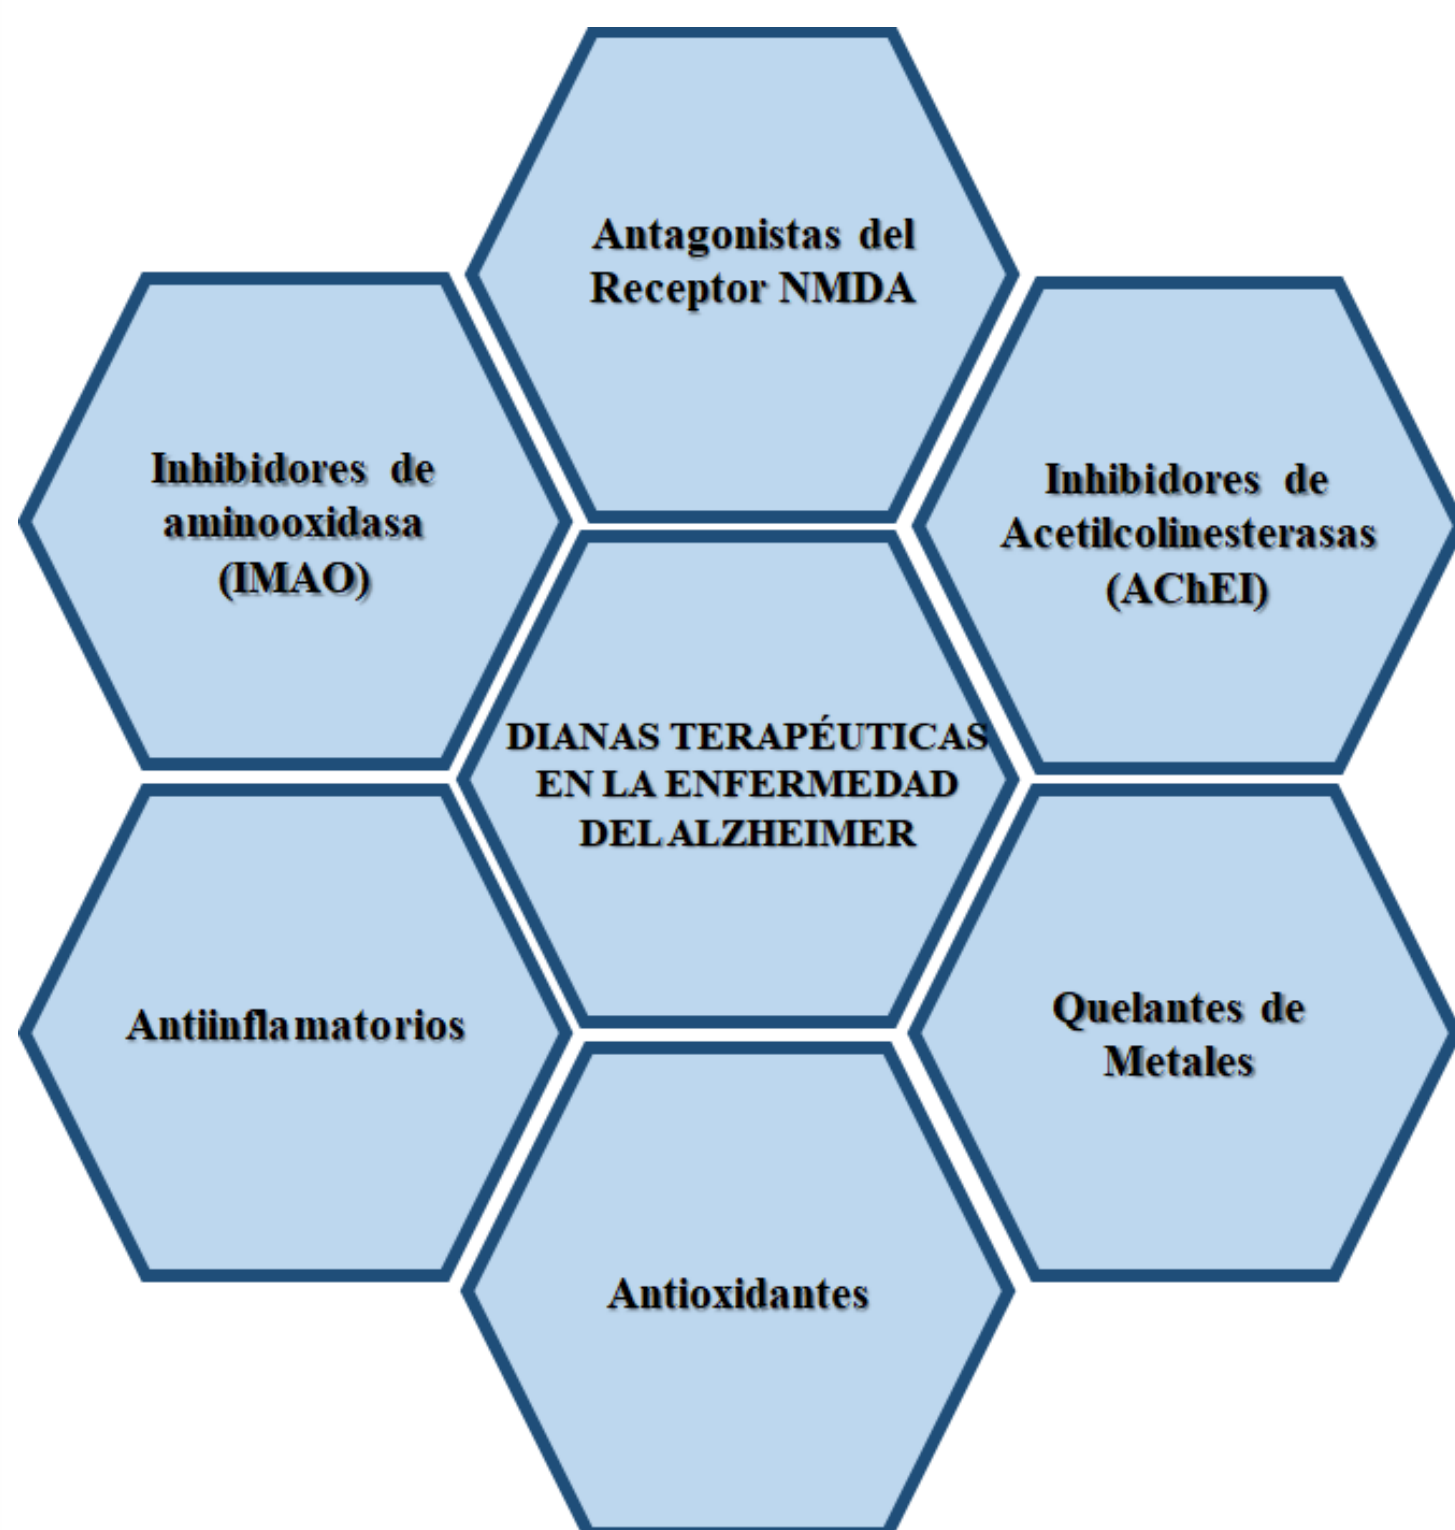 Antagonistas del
Receptor NMDA
Inhibidores de
aminooxidasa
(IMAO)
Inhibidores de
Acetilcolinesterasas
(AChEI)
DIANAS TERAPÉUTICAS
EN LA ENFERMEDAD
DEL ALZHEIMER
Antiinflamatorios
Quelantes de
Metales
Antioxidantes